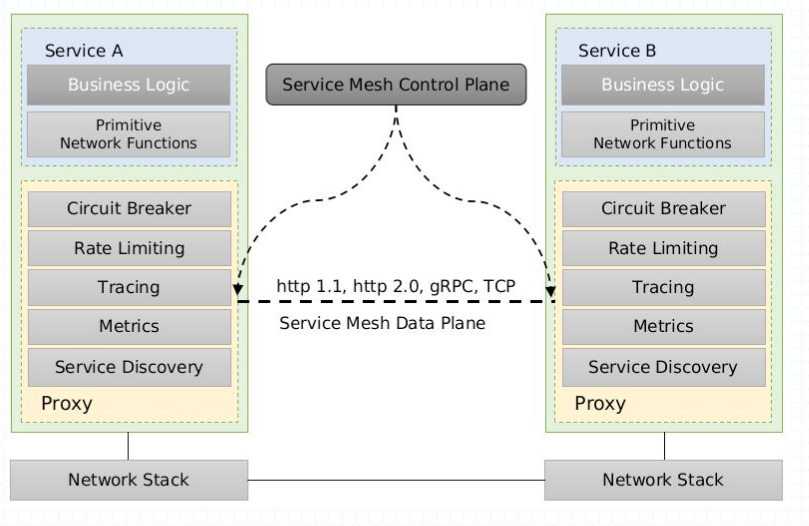 Service A
Business Logic
Primitive
Network Functions
Circuit Breaker
Rate Limiting
Tracing
Metrics
Service Discovery
Proxy
Network Stack
Service Mesh Control Plane
http 1.1, http 2.0, gRPC, TCP
Service Mesh Data Plane
Service B
Business Logic
Primitive
Network Functions
Circuit Breaker
Rate Limiting
Tracing
Metrics
Service Discovery
Proxy
Network Stack